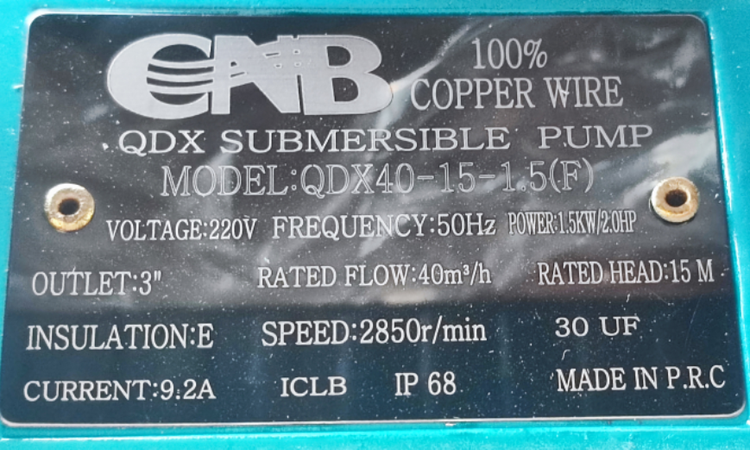 CNB
100%
COPPER WIRE
QDX SUBMERSIBLE PUMP
MODEL:QDX40-15-1.5(F)
VOLTAGE:220V FREQUENCY:50Hz POWER:1.5KW/2.0HP
OUTLET:3" RATED FLOW:40m³/h RATED HEAD:15 M
INSULATION:E SPEED:2850r/min 30 UF
CURRENT:9.2A ICLB IP 68 MADE IN P.R.C